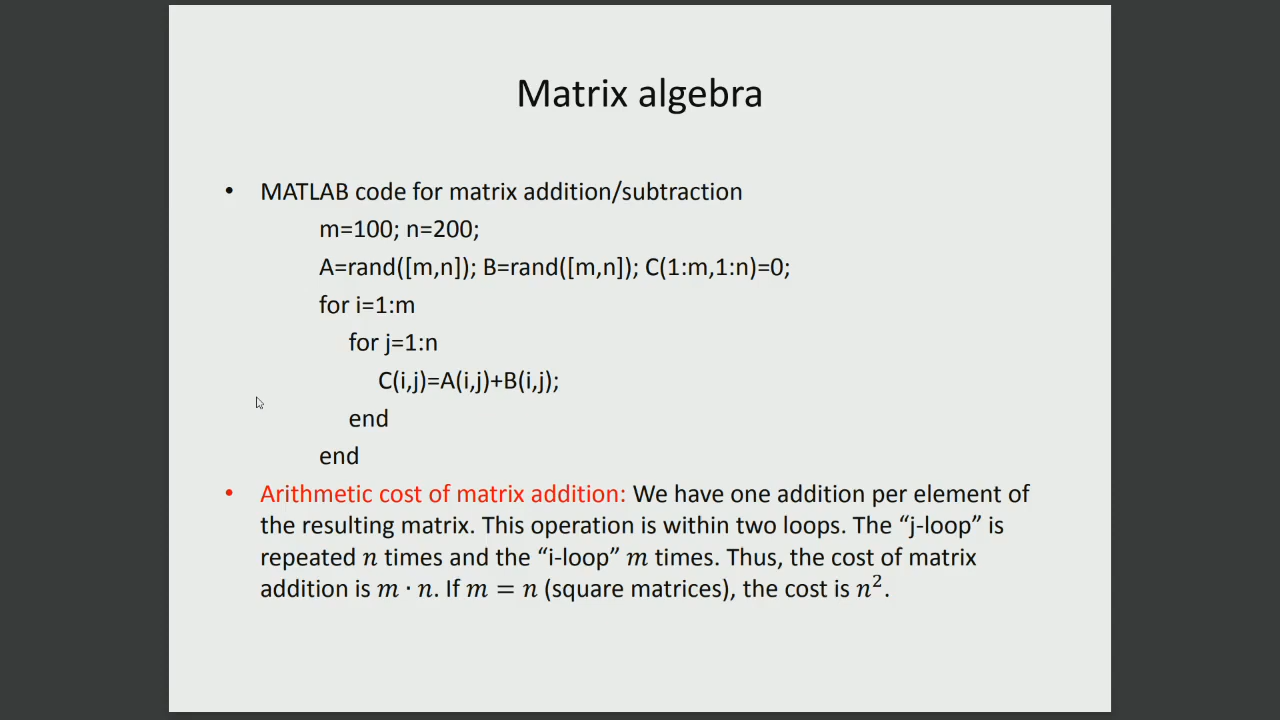 Matrix algebra
• MATLAB code for matrix addition/subtraction
m=100; n=200;
A=rand([m,n]); B=rand([m,n]); C(1:m,1:n)=0;
for i=1:m
for j=1:n
C(i,j)=A(i,j)+B(i,j);
end
end
• Arithmetic cost of matrix addition: We have one addition per element of
the resulting matrix. This operation is within two loops. The “j-loop” is
repeated 𝑛 times and the “i-loop” 𝑚 times. Thus, the cost of matrix
addition is 𝑚 · 𝑛. If 𝑚 = 𝑛 (square matrices), the cost is 𝑛².